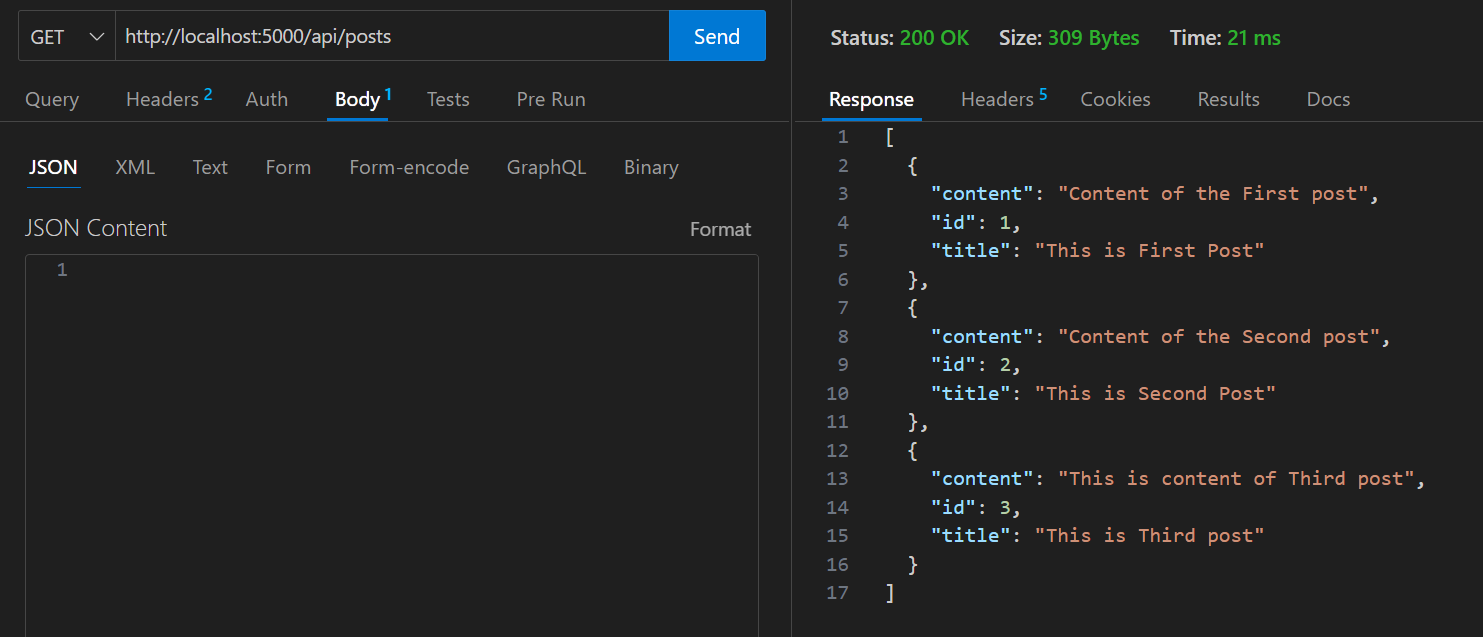 GET http://localhost:5000/api/posts Send
Query Headers 2 Auth Body 1 Tests Pre Run
JSON XML Text Form Form-encode GraphQL Binary
JSON Content Format
1
Status: 200 OK Size: 309 Bytes Time: 21 ms
Response Headers 5 Cookies Results Docs
1 [
2 {
3 "content": "Content of the First post",
4 "id": 1,
5 "title": "This is First Post"
6 },
7 {
8 "content": "Content of the Second post",
9 "id": 2,
10 "title": "This is Second Post"
11 },
12 {
13 "content": "This is content of Third post",
14 "id": 3,
15 "title": "This is Third post"
16 }
17 ]